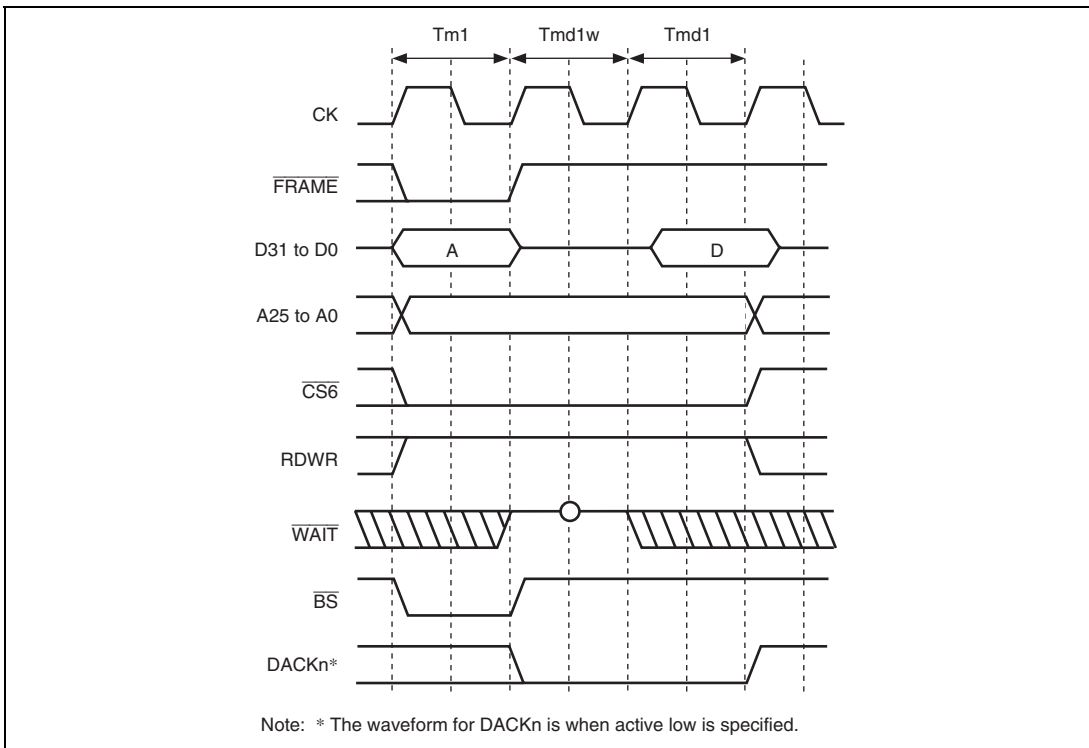 Tm1 Tmd1w Tmd1
CK
FRAME
D31 to D0 A D
A25 to A0
CS6
RDWR
WAIT
BS
DACKn*
Note: * The waveform for DACKn is when active low is specified.